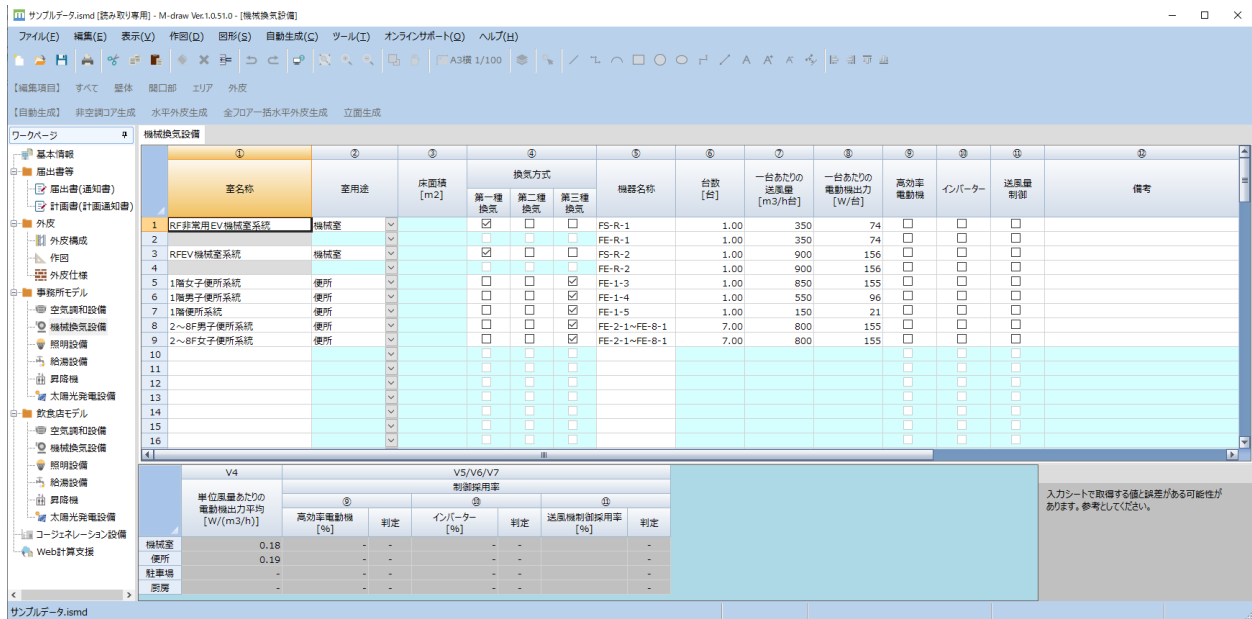 サンプルデータ.ismd [読み取り専用] - M-draw Ver.1.0.51.0 - [機械換気設備]
ファイル(F) 編集(E) 表示(V) 作図(D) 図形(S) 自動生成(C) ツール(T) オンラインサポート(O) ヘルプ(H)
A3横 1/100
【編集項目】 すべて 壁体 開口部 エリア 外皮
【自動生成】 非空調コア生成 水平外皮生成 全フロア一括水平外皮生成 立面生成
ワークページ
基本情報
届出書等
届出書(通知書)
計画書(計画通知書)
外皮
外皮構成
作図
外皮仕様
事務所モデル
空気調和設備
機械換気設備
照明設備
給湯設備
昇降機
太陽光発電設備
飲食店モデル
空気調和設備
機械換気設備
照明設備
給湯設備
昇降機
太陽光発電設備
コージェネレーション設備
Web計算支援
機械換気設備
① ② ③ ④ ⑤ ⑥ ⑦ ⑧ ⑨ ⑩ ⑪ ⑫
室名称 室用途 床面積 [m2] 換気方式 第一種換気 第二種換気 第三種換気 機器名称 台数 [台] 一台あたりの送風量 [m3/h台] 一台あたりの電動機出力 [W/台] 高効率電動機 インバーター 送風量制御 備考
1 RF非常用EV機械室系統 機械室 FS-R-1 1.00 350 74
2 FE-R-1 1.00 350 74
3 RFEV機械室系統 機械室 FS-R-2 1.00 900 156
4 FE-R-2 1.00 900 156
5 1階女子便所系統 便所 FE-1-3 1.00 850 155
6 1階男子便所系統 便所 FE-1-4 1.00 550 96
7 1階便所系統 便所 FE-1-5 1.00 150 21
8 2～8F男子便所系統 便所 FE-2-1~FE-8-1 7.00 800 155
9 2～8F女子便所系統 便所 FE-2-1~FE-8-1 7.00 800 155
10
11
12
13
14
15
16
V4 V5/V6/V7
制御採用率
単位風量あたりの電動機出力平均 [W/(m3/h)] ⑨ ⑩ ⑪
高効率電動機 [%] 判定 インバーター [%] 判定 送風機制御採用率 [%] 判定
機械室 0.18 - - - - -
便所 0.19 - - - - -
駐車場 - - - - - -
厨房 - - - - - -
入力シートで取得する値と誤差がある可能性が
あります。参考としてください。
サンプルデータ.ismd